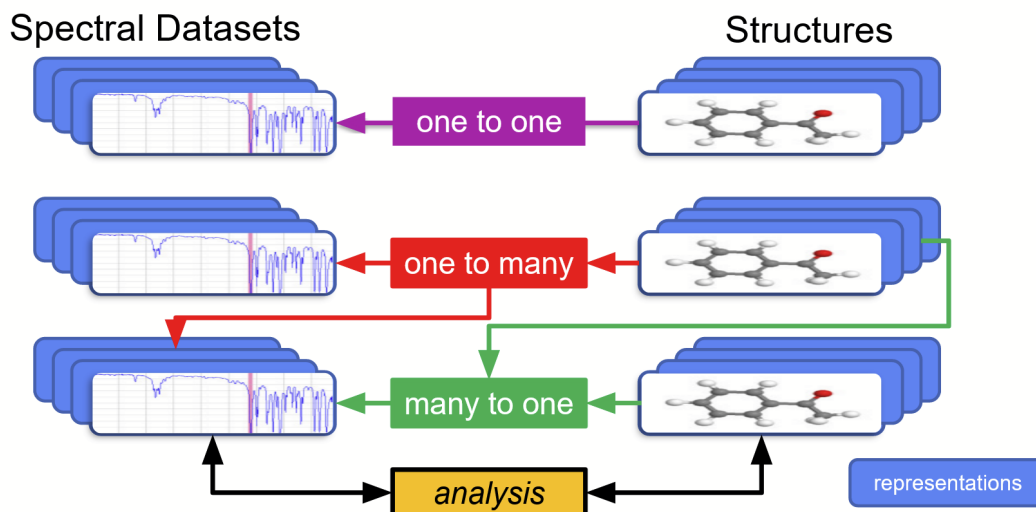 Spectral Datasets
Structures
one to one
one to many
many to one
analysis
representations